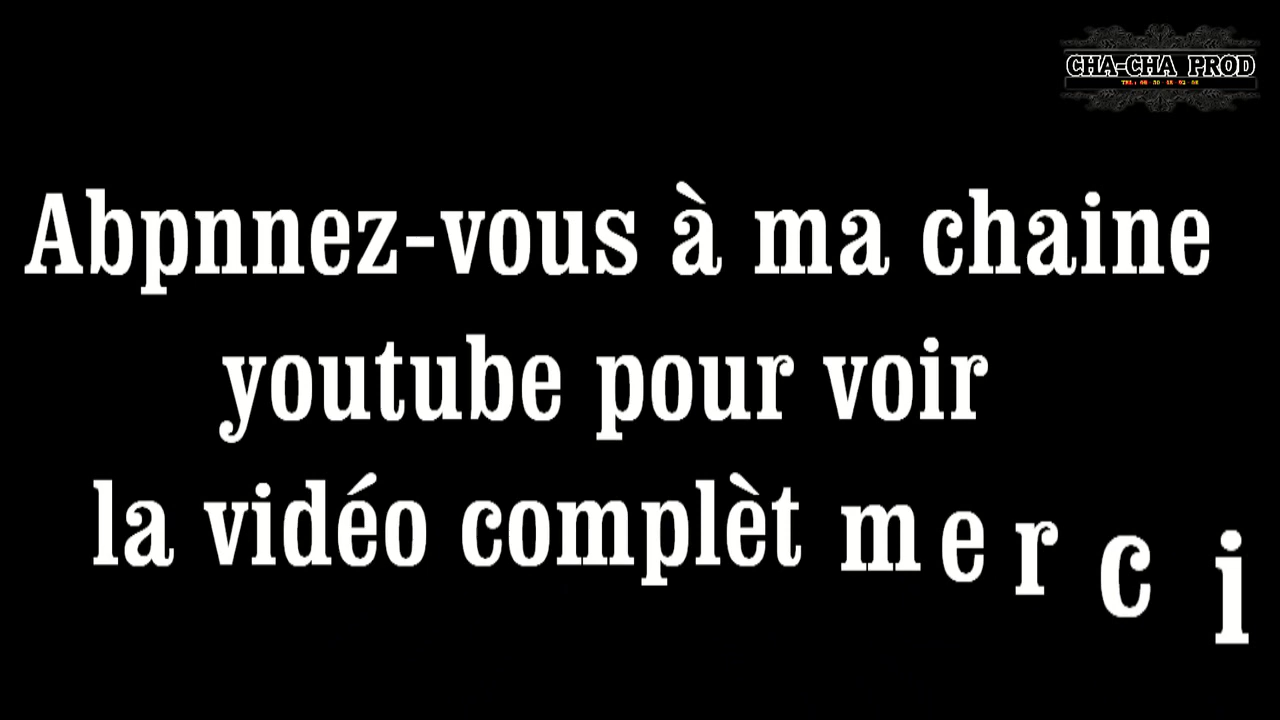 CHA-CHA PROD
Abpnnez-vous à ma chaine
youtube pour voir
la vidéo complèt merci